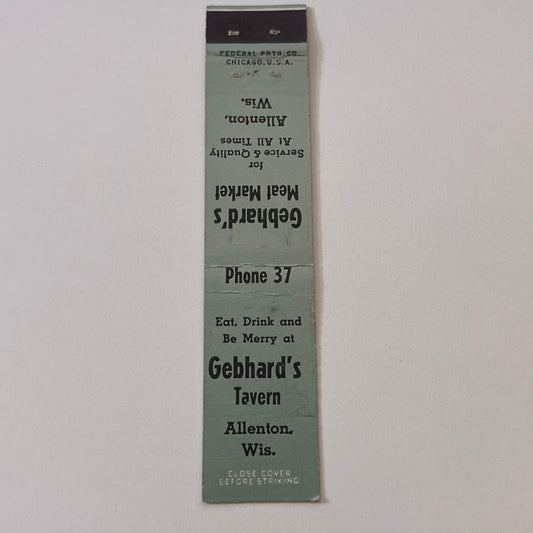 FEDERAL PRTG. CO.
CHICAGO, U.S.A.
Gebhard's
Meat Market
for
Service & Quality
At All Times
Allenton,
Wis.
Phone 37
Eat, Drink and
Be Merry at
Gebhard's
Tavern
Allenton,
Wis.
CLOSE COVER
BEFORE STRIKING